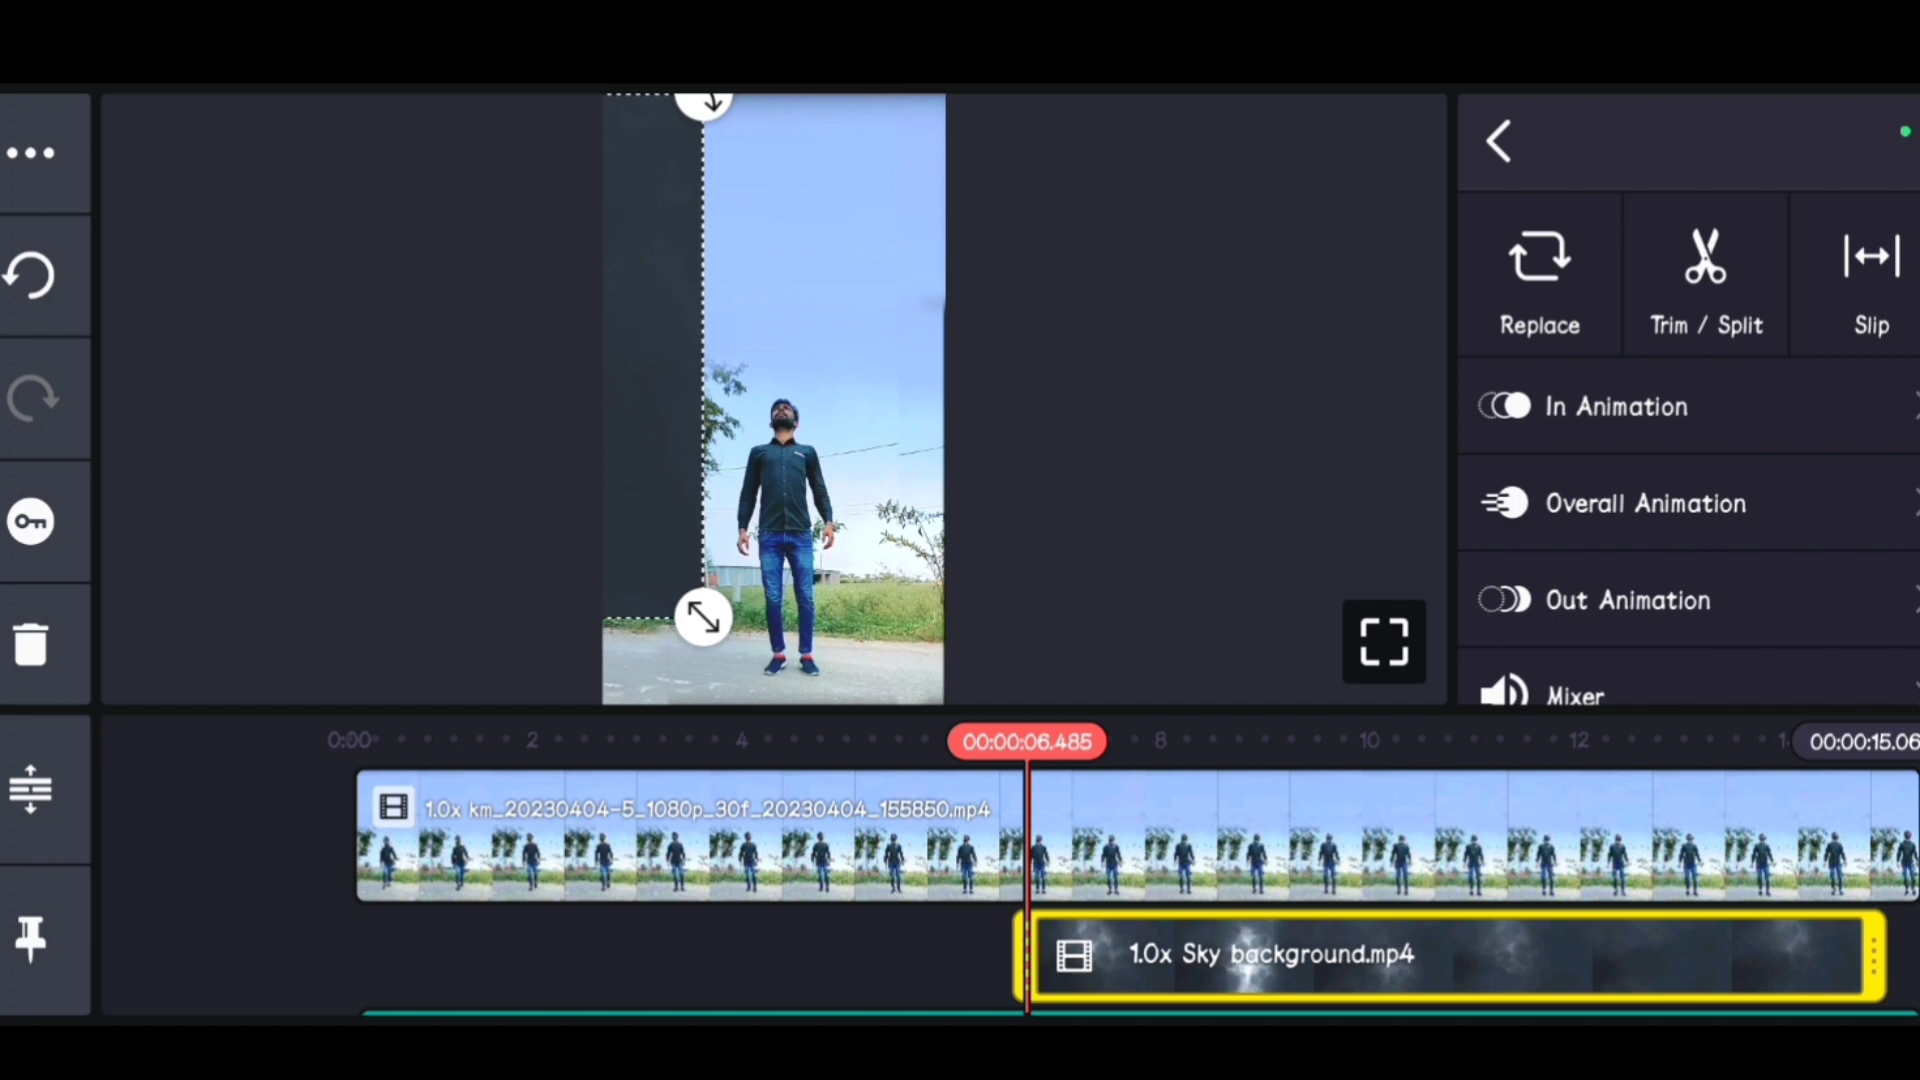 Replace
Trim / Split
Slip
In Animation
Overall Animation
Out Animation
Mixer
0:00
2
4
00:00:06.485
8
10
12
00:00:15.06
1.0x km_20230404-5_1080p_30f_20230404_155850.mp4
1.0x Sky background.mp4